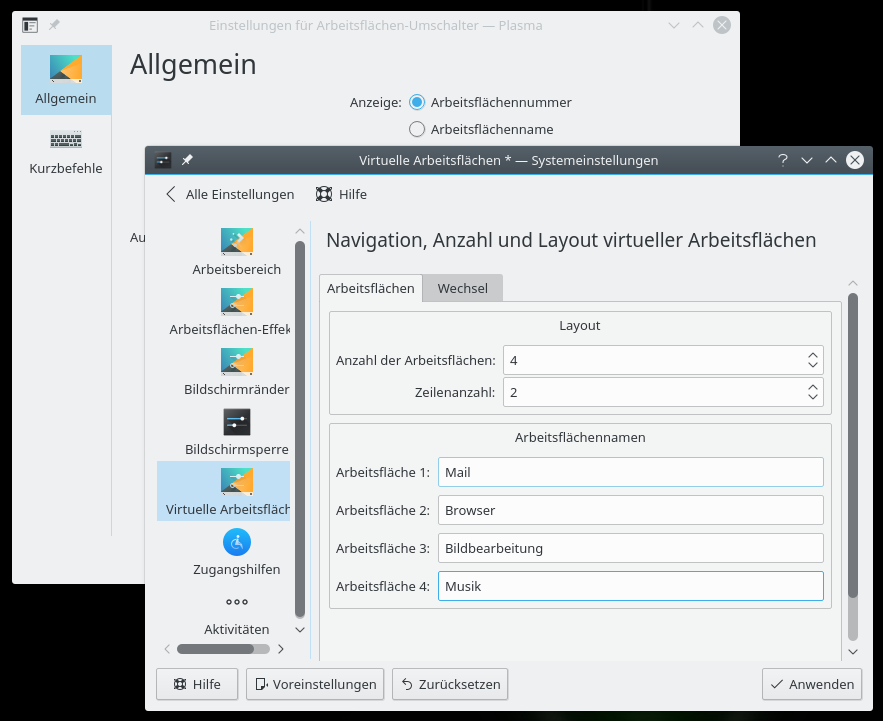 Einstellungen für Arbeitsflächen-Umschalter — Plasma
Allgemein
Kurzbefehle
Allgemein
Anzeige: Arbeitsflächennummer
Arbeitsflächenname
Au
Virtuelle Arbeitsflächen * — Systemeinstellungen
?
Alle Einstellungen Hilfe
Arbeitsbereich
Arbeitsflächen-Effek
Bildschirmränder
Bildschirmsperre
Virtuelle Arbeitsfläch
Zugangshilfen
Aktivitäten
Navigation, Anzahl und Layout virtueller Arbeitsflächen
Arbeitsflächen Wechsel
Layout
Anzahl der Arbeitsflächen: 4
Zeilenanzahl: 2
Arbeitsflächennamen
Arbeitsfläche 1: Mail
Arbeitsfläche 2: Browser
Arbeitsfläche 3: Bildbearbeitung
Arbeitsfläche 4: Musik
Hilfe Voreinstellungen Zurücksetzen Anwenden